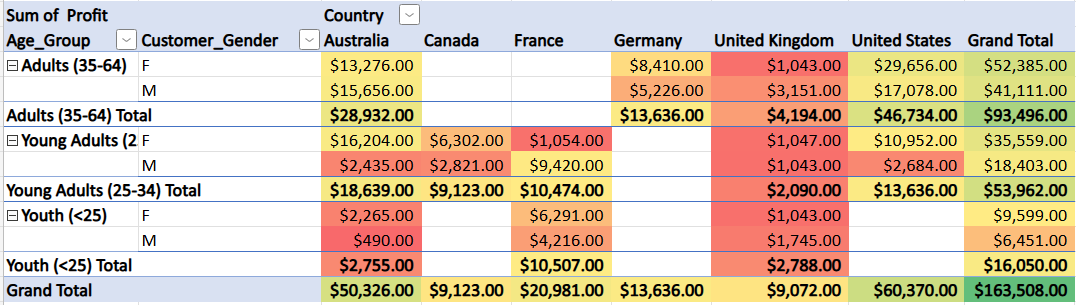 Sum of Profit Country
Age_Group Customer_Gender Australia Canada France Germany United Kingdom United States Grand Total
Adults (35-64) F $13,276.00 $8,410.00 $1,043.00 $29,656.00 $52,385.00
M $15,656.00 $5,226.00 $3,151.00 $17,078.00 $41,111.00
Adults (35-64) Total $28,932.00 $13,636.00 $4,194.00 $46,734.00 $93,496.00
Young Adults (2 F $16,204.00 $6,302.00 $1,054.00 $1,047.00 $10,952.00 $35,559.00
M $2,435.00 $2,821.00 $9,420.00 $1,043.00 $2,684.00 $18,403.00
Young Adults (25-34) Total $18,639.00 $9,123.00 $10,474.00 $2,090.00 $13,636.00 $53,962.00
Youth (<25) F $2,265.00 $6,291.00 $1,043.00 $9,599.00
M $490.00 $4,216.00 $1,745.00 $6,451.00
Youth (<25) Total $2,755.00 $10,507.00 $2,788.00 $16,050.00
Grand Total $50,326.00 $9,123.00 $20,981.00 $13,636.00 $9,072.00 $60,370.00 $163,508.00